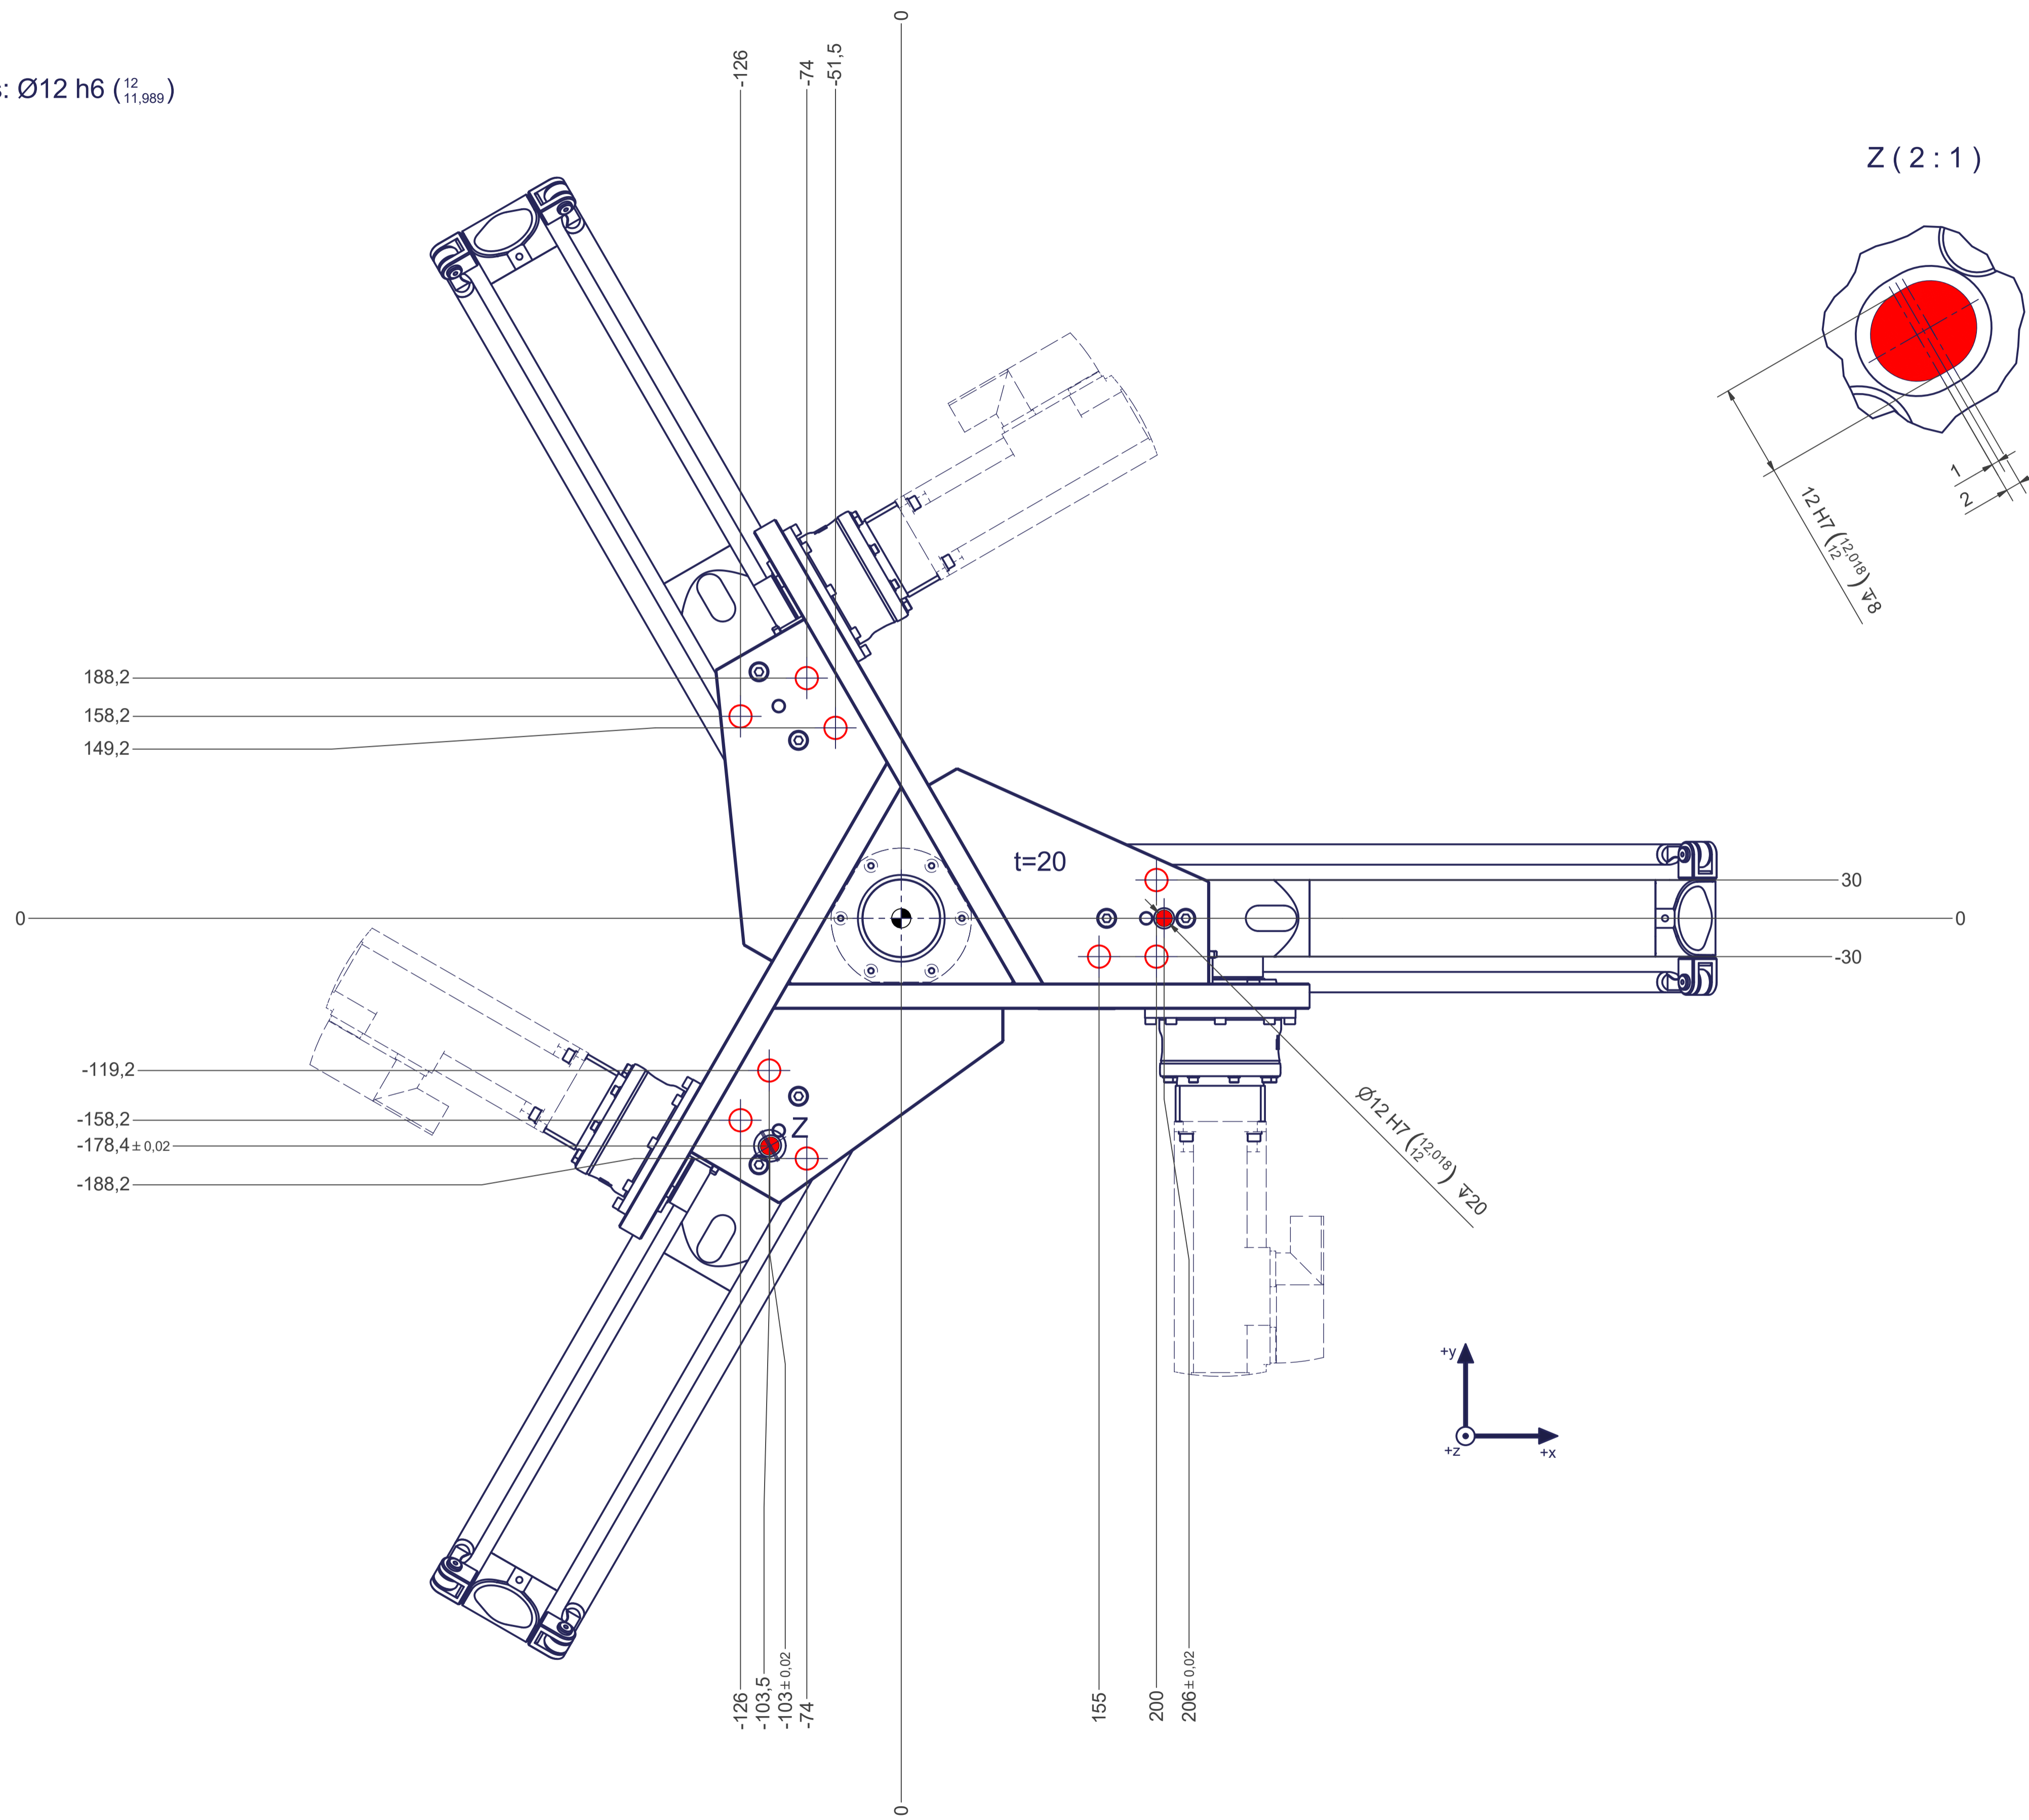 0
-126
-74
-51,5
: Ø12 h6 (12 11,989)
Z ( 2 : 1 )
1
2
12 H7 (12,018 12) ↧8
188,2
158,2
149,2
t=20
30
0
0
-30
-119,2
-158,2
-178,4 ± 0,02
-188,2
Z
Ø12 H7 (12,018 12) ↧20
+y
+z
+x
-126
-103,5
-103 ± 0,02
-74
155
200
206 ± 0,02
0